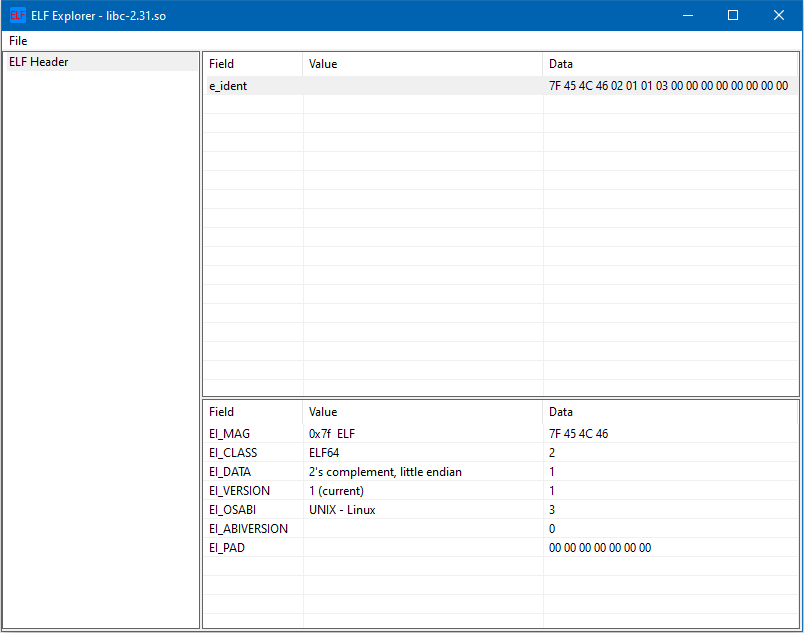 ELF ELF Explorer - libc-2.31.so
File
ELF Header
Field Value Data
e_ident 7F 45 4C 46 02 01 01 03 00 00 00 00 00 00 00 00
Field Value Data
EI_MAG 0x7f ELF 7F 45 4C 46
EI_CLASS ELF64 2
EI_DATA 2's complement, little endian 1
EI_VERSION 1 (current) 1
EI_OSABI UNIX - Linux 3
EI_ABIVERSION 0
EI_PAD 00 00 00 00 00 00 00